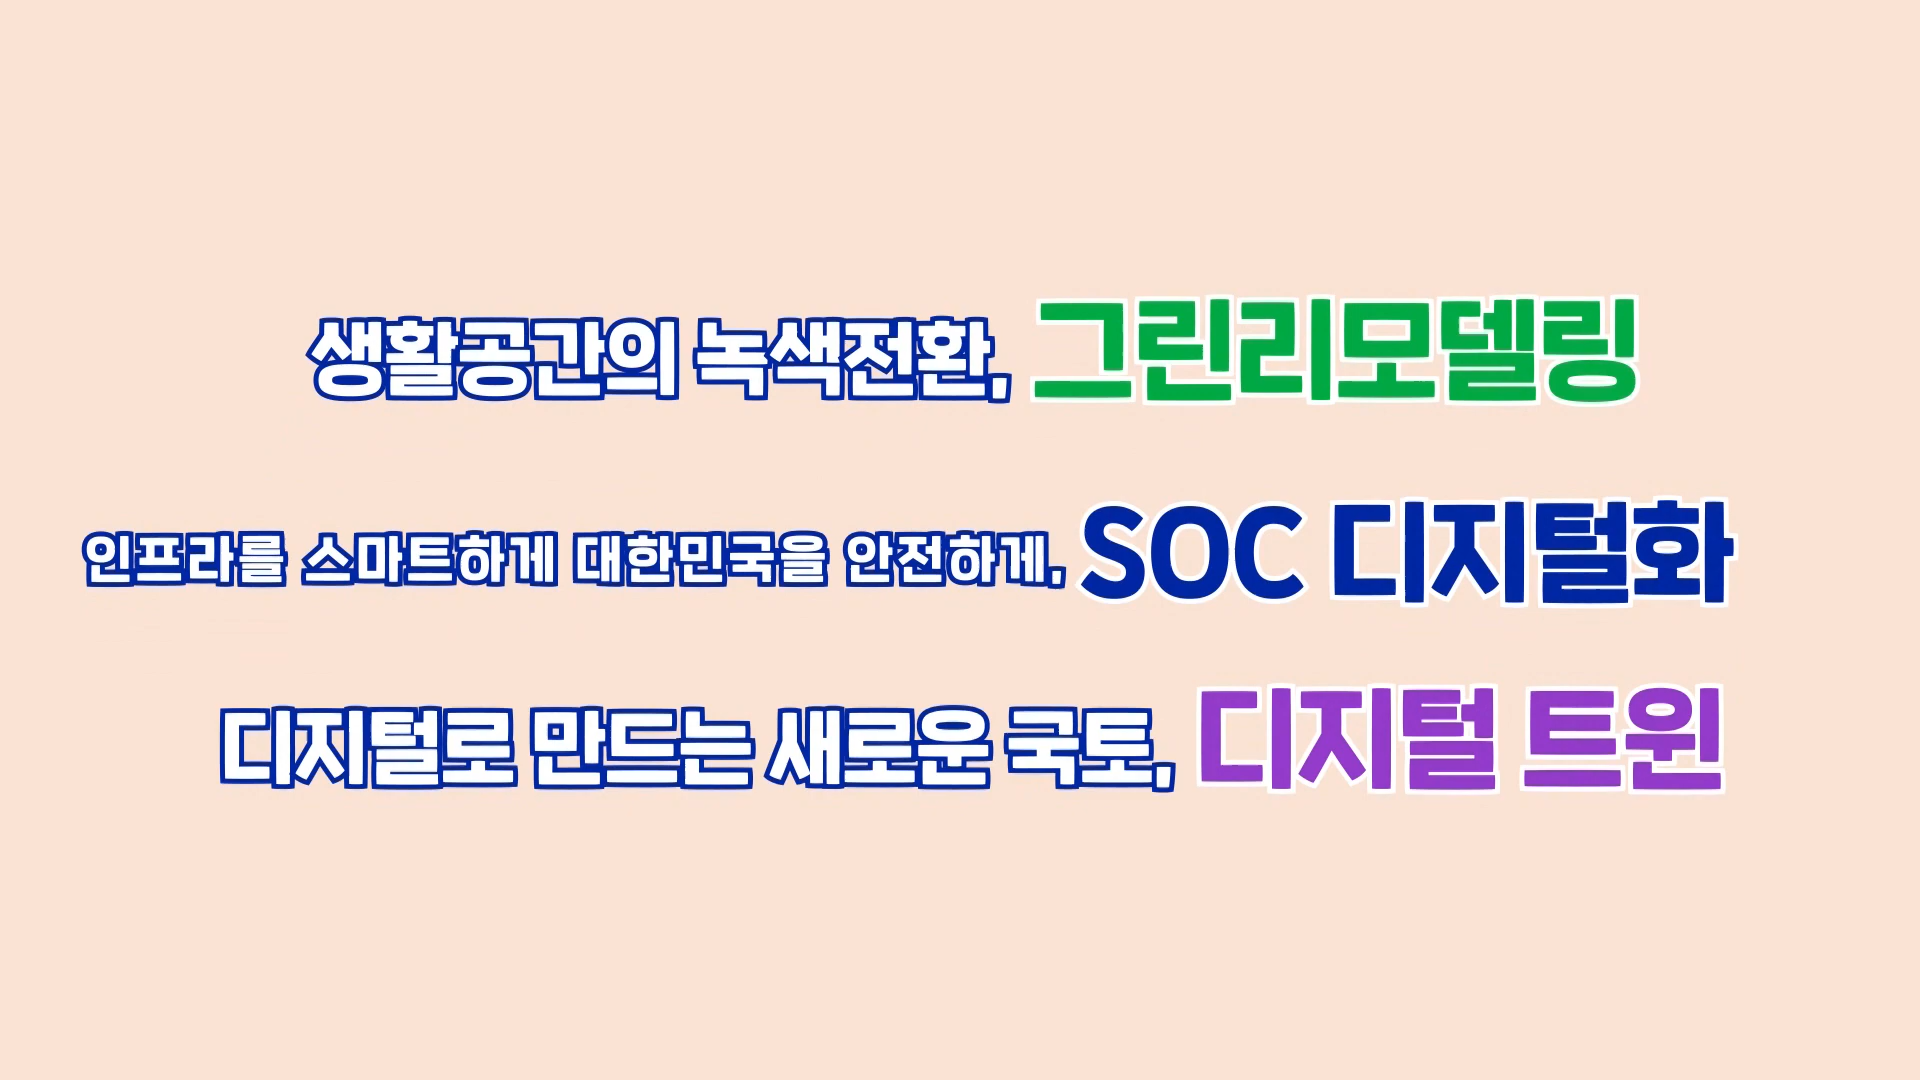 생활공간의 녹색전환, 그린리모델링
인프라를 스마트하게 대한민국을 안전하게, SOC 디지털화
디지털로 만드는 새로운 국토, 디지털 트윈